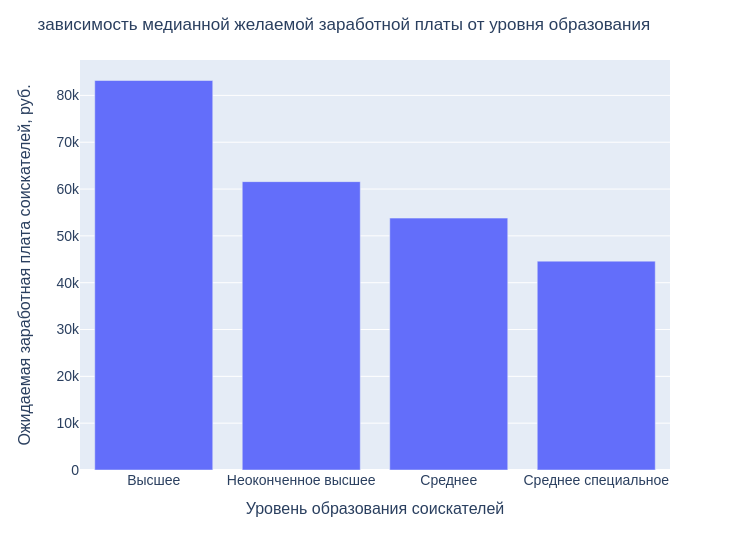 зависимость медианной желаемой заработной платы от уровня образования
Ожидаемая заработная плата соискателей, руб.
80k
70k
60k
50k
40k
30k
20k
10k
0
Высшее
Неоконченное высшее
Среднее
Среднее специальное
Уровень образования соискателей